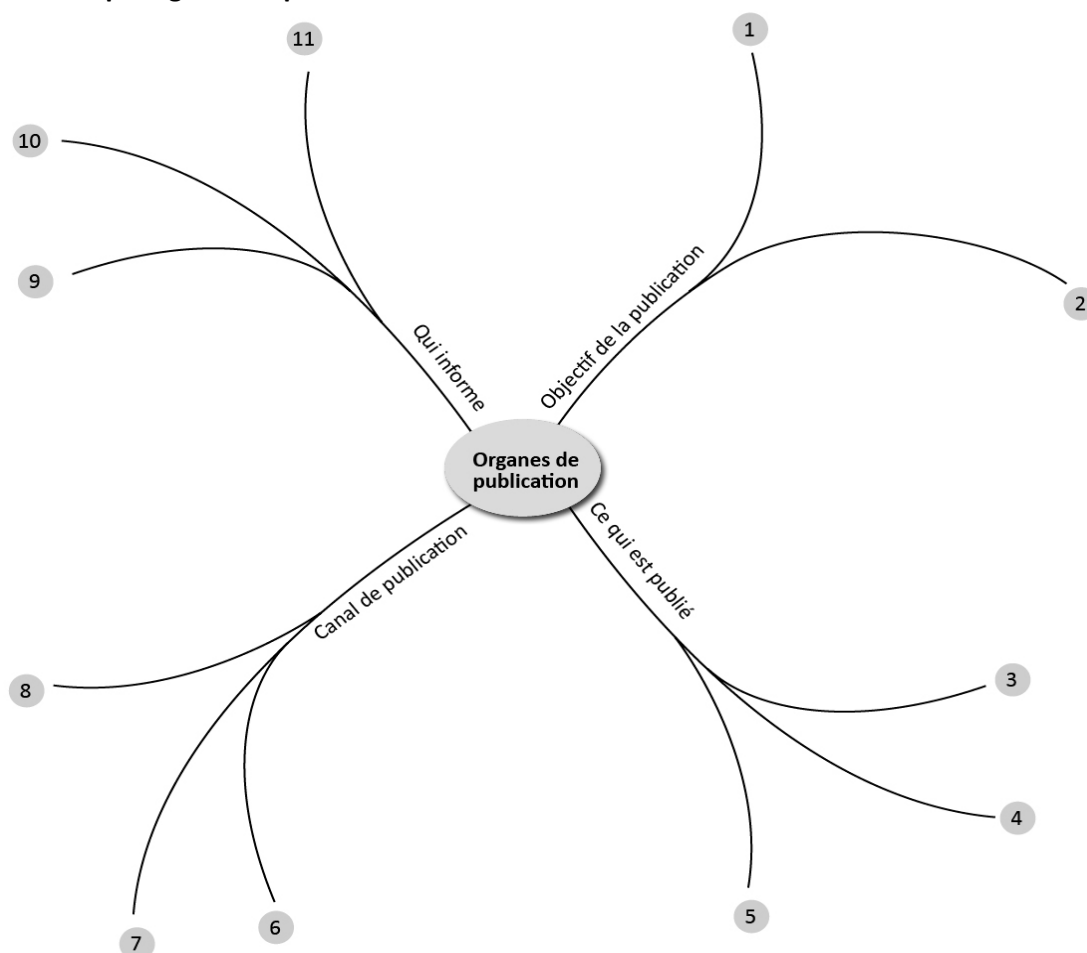 11
1
10
9
2
Qui informe
Objectif de la publication
Organes de
publication
Ce qui est publié
Canal de publication
8
3
4
7
6
5